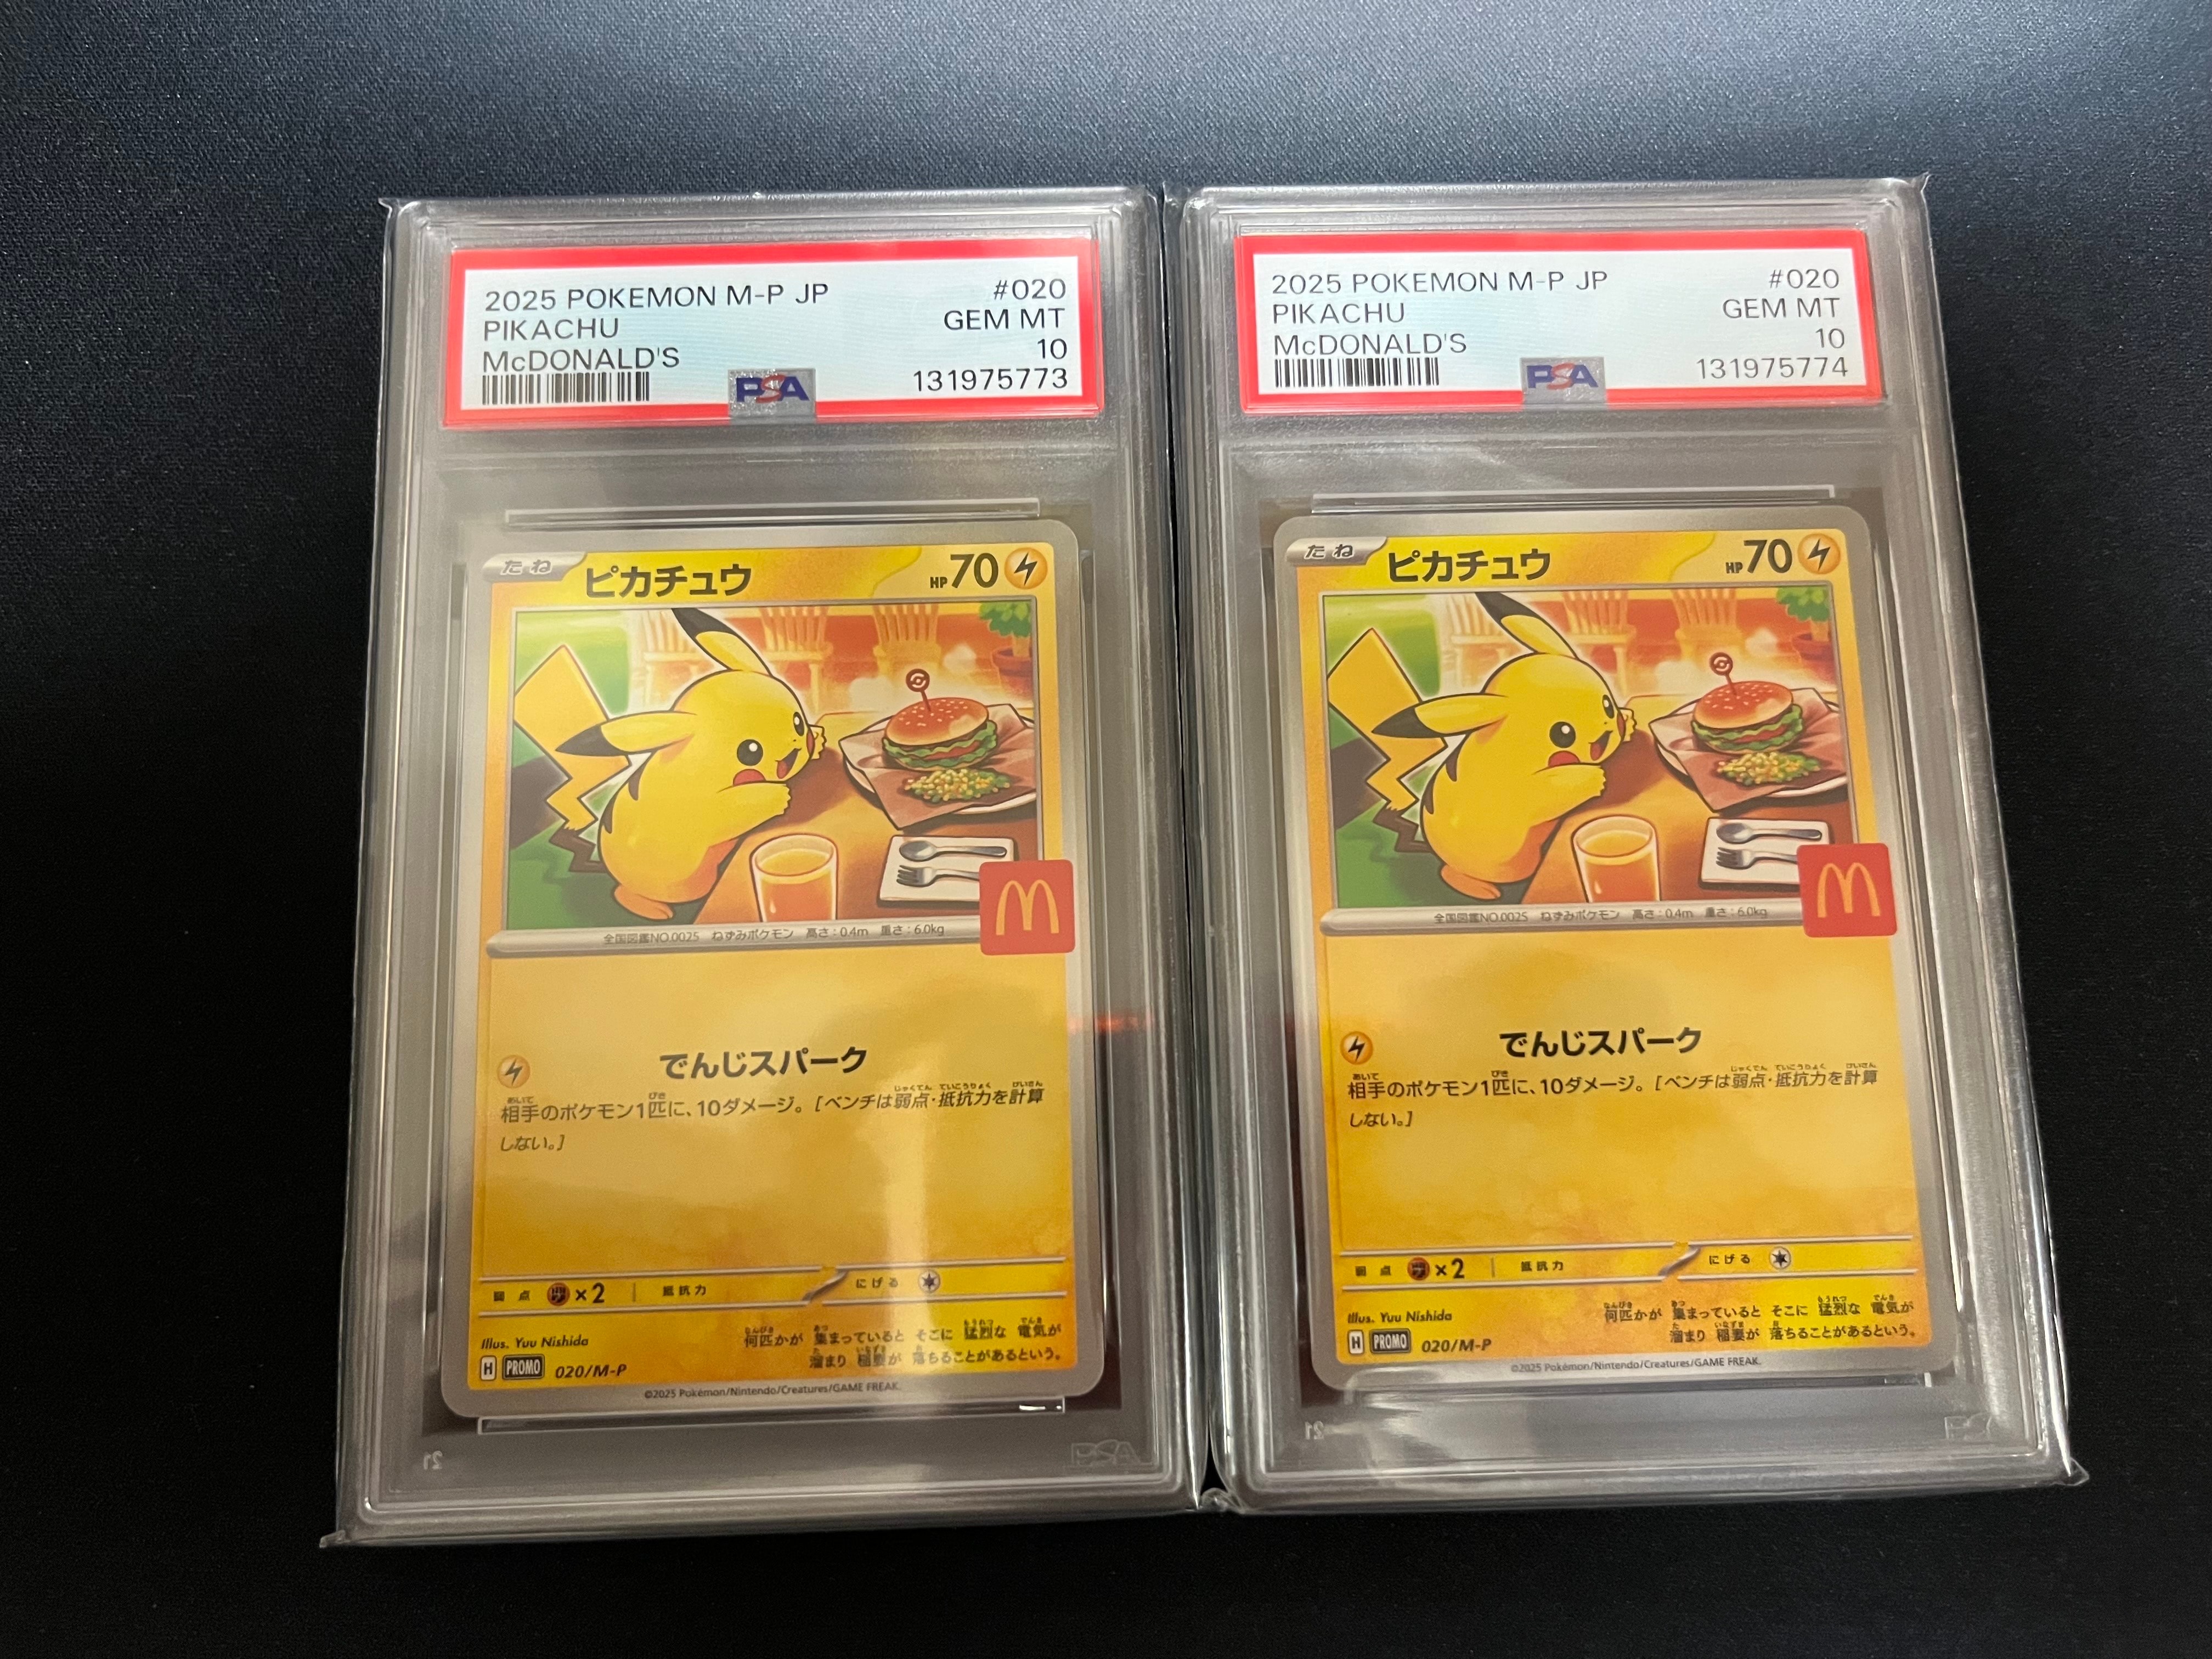 2025 POKEMON M-P JP #020
PIKACHU GEM MT
McDONALD'S 10
PSA 131975773
たね ピカチュウ HP70
全国図鑑NO.0025 ねずみポケモン 高さ:0.4m 重さ:6.0kg
でんじスパーク
相手のポケモン1匹に、10ダメージ。[ベンチは弱点・抵抗力を計算
しない。]
弱点 ×2 抵抗力 にげる
Illus. Yuu Nishida
何匹かが 集まっていると そこに 猛烈な 電気が
溜まり 稲妻が 落ちることがあるという。
H PROMO 020/M-P
©2025 Pokémon/Nintendo/Creatures/GAME FREAK.
21 PSA
2025 POKEMON M-P JP #020
PIKACHU GEM MT
McDONALD'S 10
PSA 131975774
たね ピカチュウ HP70
全国図鑑NO.0025 ねずみポケモン 高さ:0.4m 重さ:6.0kg
でんじスパーク
相手のポケモン1匹に、10ダメージ。[ベンチは弱点・抵抗力を計算
しない。]
弱点 ×2 抵抗力 にげる
Illus. Yuu Nishida
何匹かが 集まっていると そこに 猛烈な 電気が
溜まり 稲妻が 落ちることがあるという。
H PROMO 020/M-P
©2025 Pokémon/Nintendo/Creatures/GAME FREAK.
21